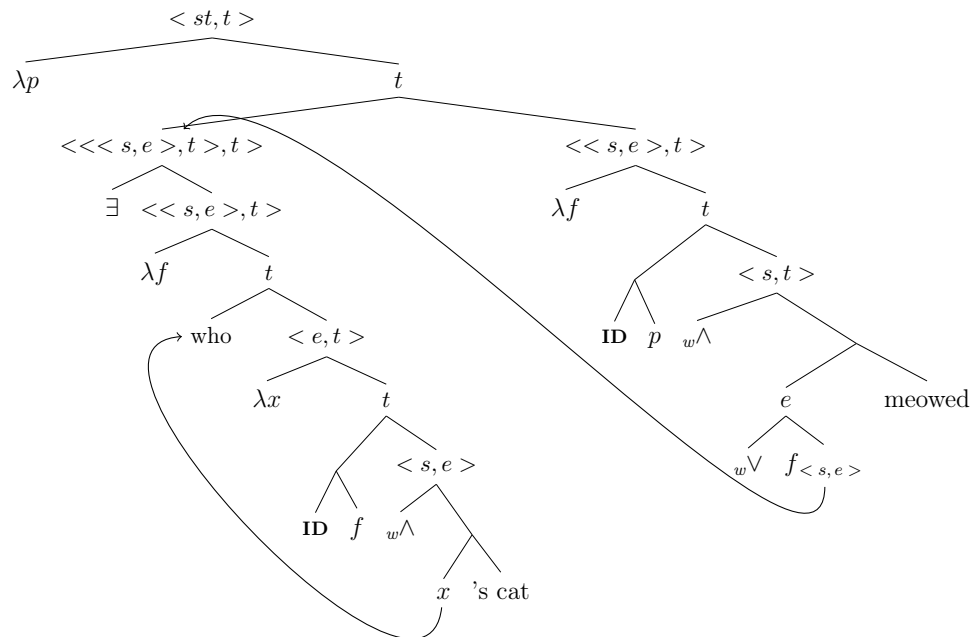 < st, t >
λp t
<<< s, e >, t >, t > << s, e >, t >
∃ << s, e >, t > λf t
λf t < s, t >
who < e, t > ID p w∧
λx t e meowed
< s, e > w∨ f< s, e >
ID f w∧
x 's cat